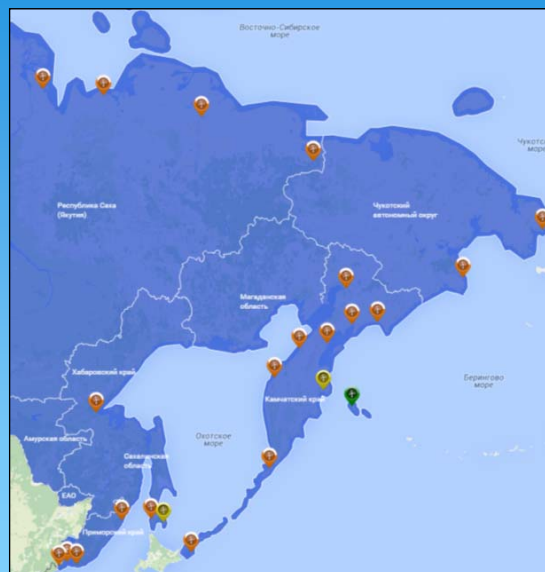 Восточно-Сибирское
море
Чукотск
море
Республика Саха
(Якутия)
Чукотский
автономный округ
Магаданская
область
Хабаровский край
Берингово
море
Камчатский край
Амурская область
Охотское
море
Сахалинская
область
ЕАО
Приморский край